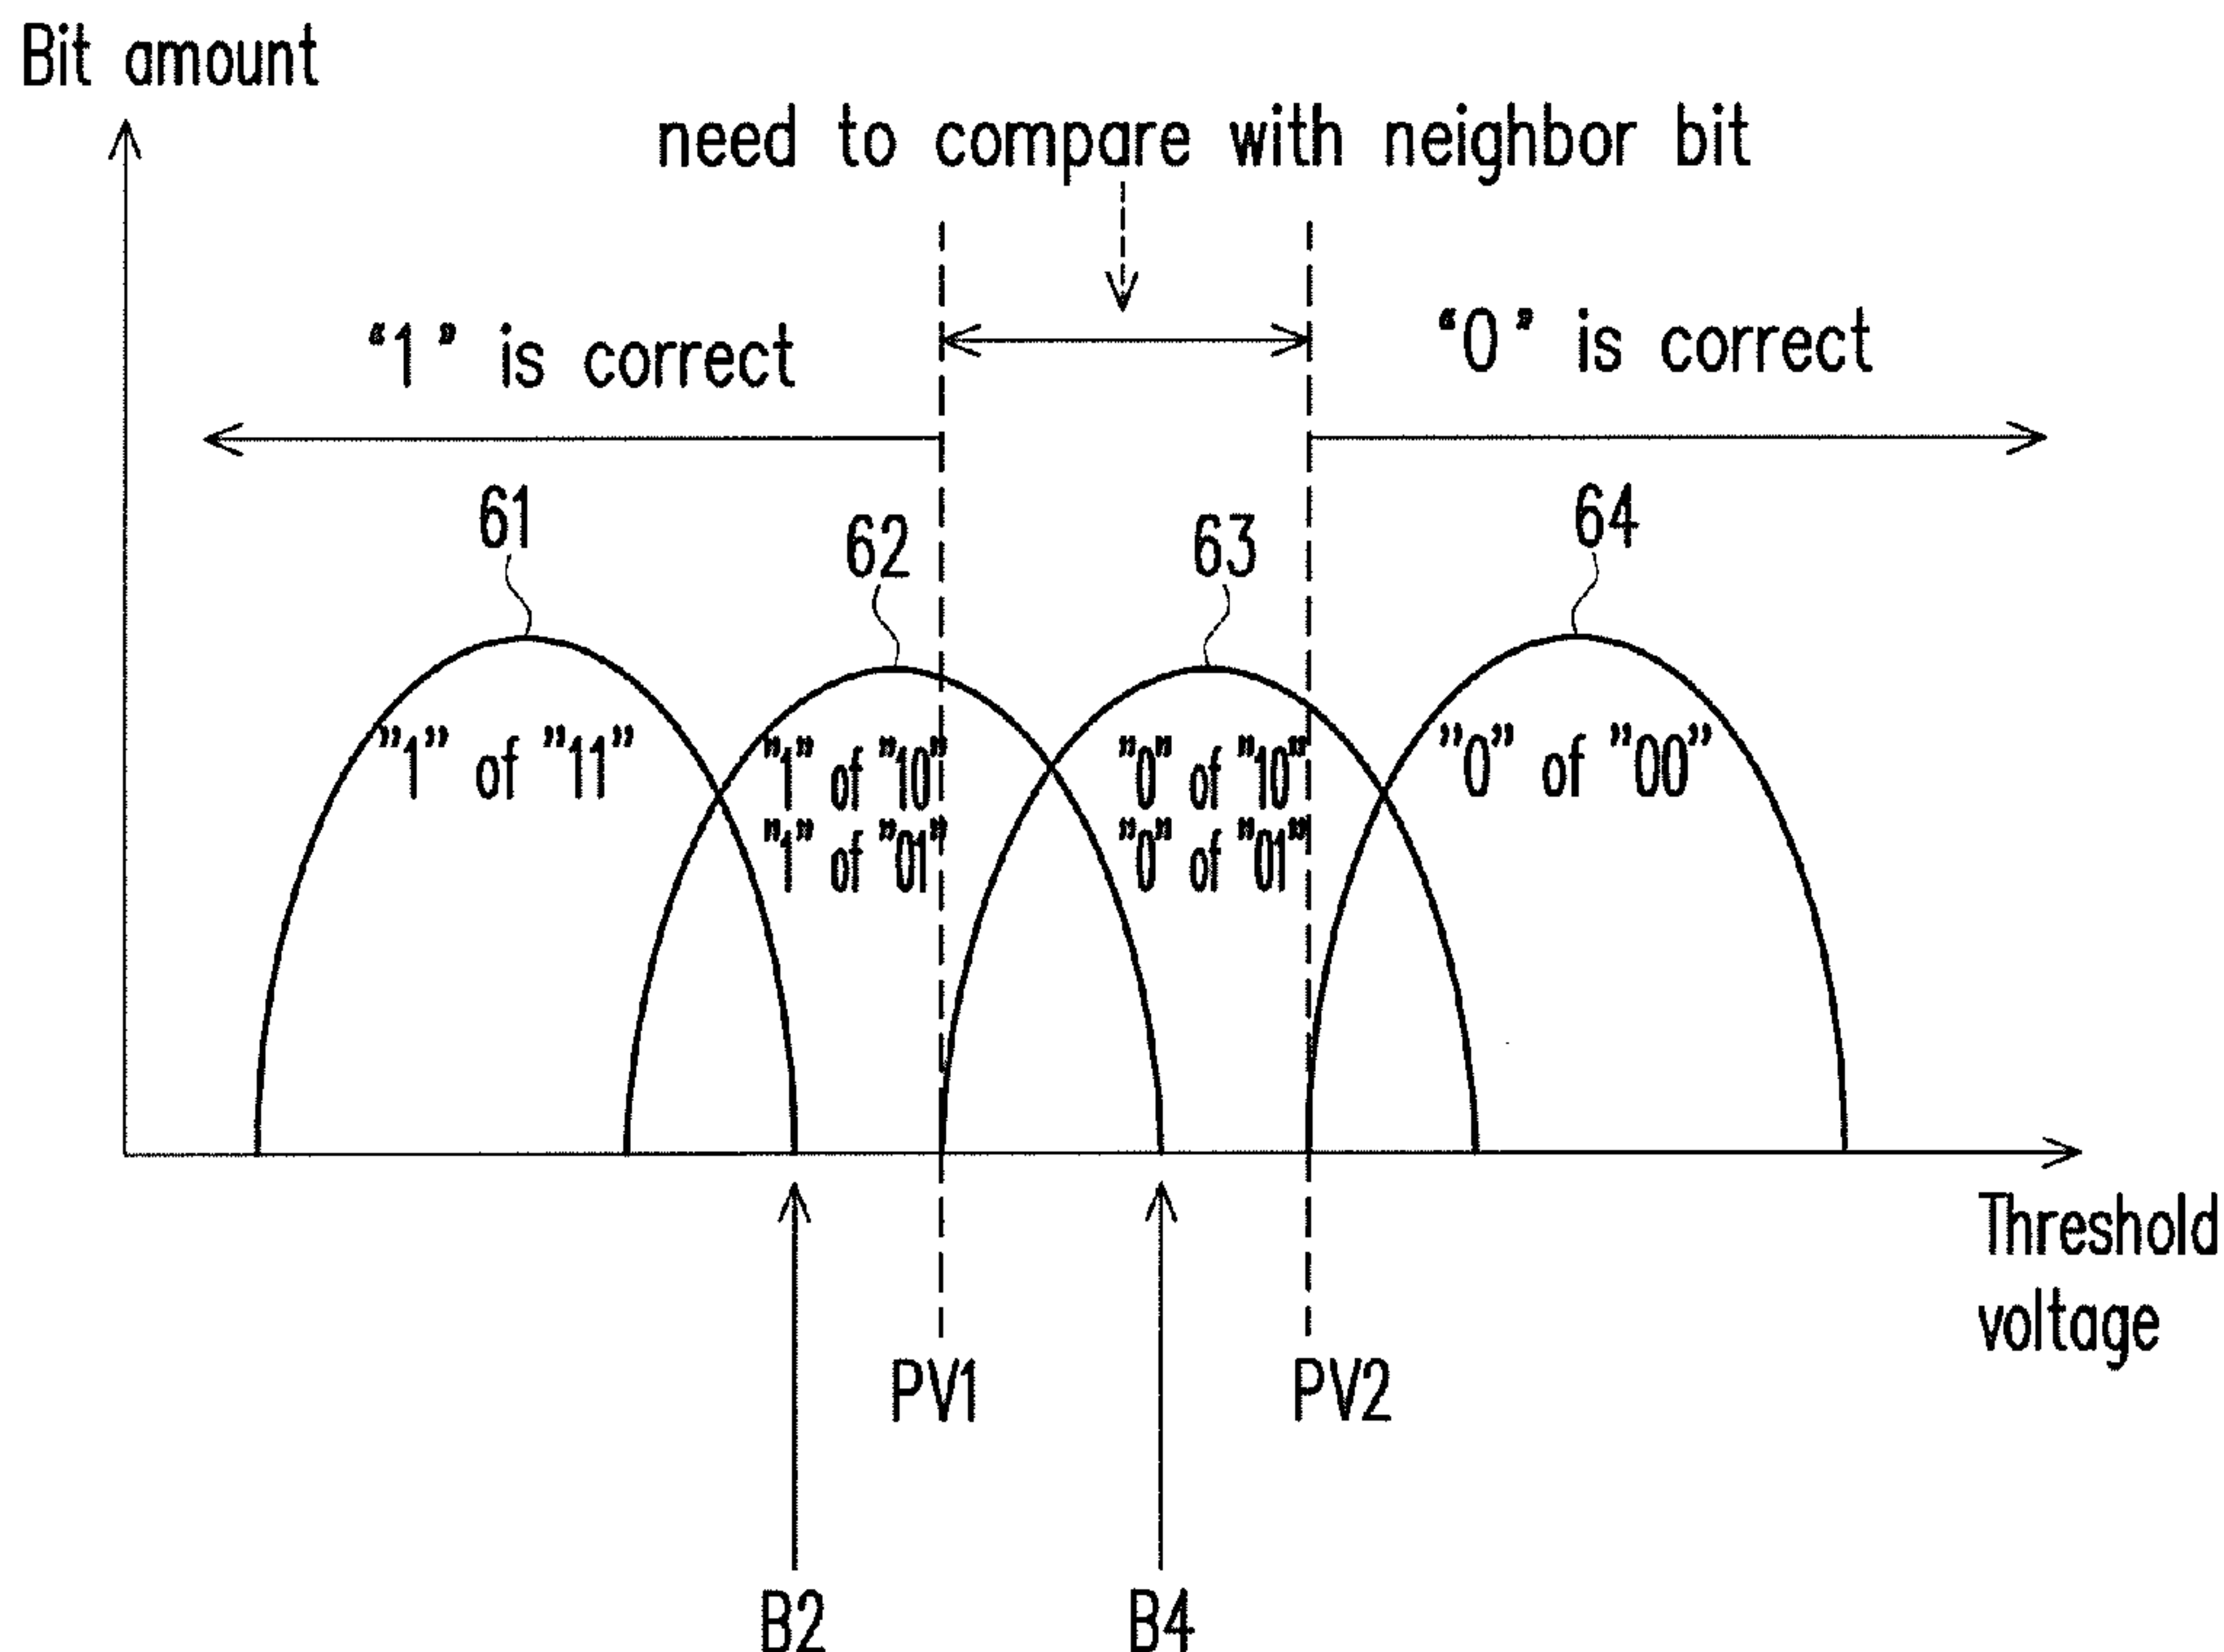 Bit amount
need to compare with neighbor bit
“1” is correct
“0” is correct
61
62
63
64
”1” of ”11”
”1” of ”10”
”1” of ”01”
”0” of ”10”
”0” of ”01”
”0” of ”00”
Threshold
voltage
PV1
PV2
B2
B4